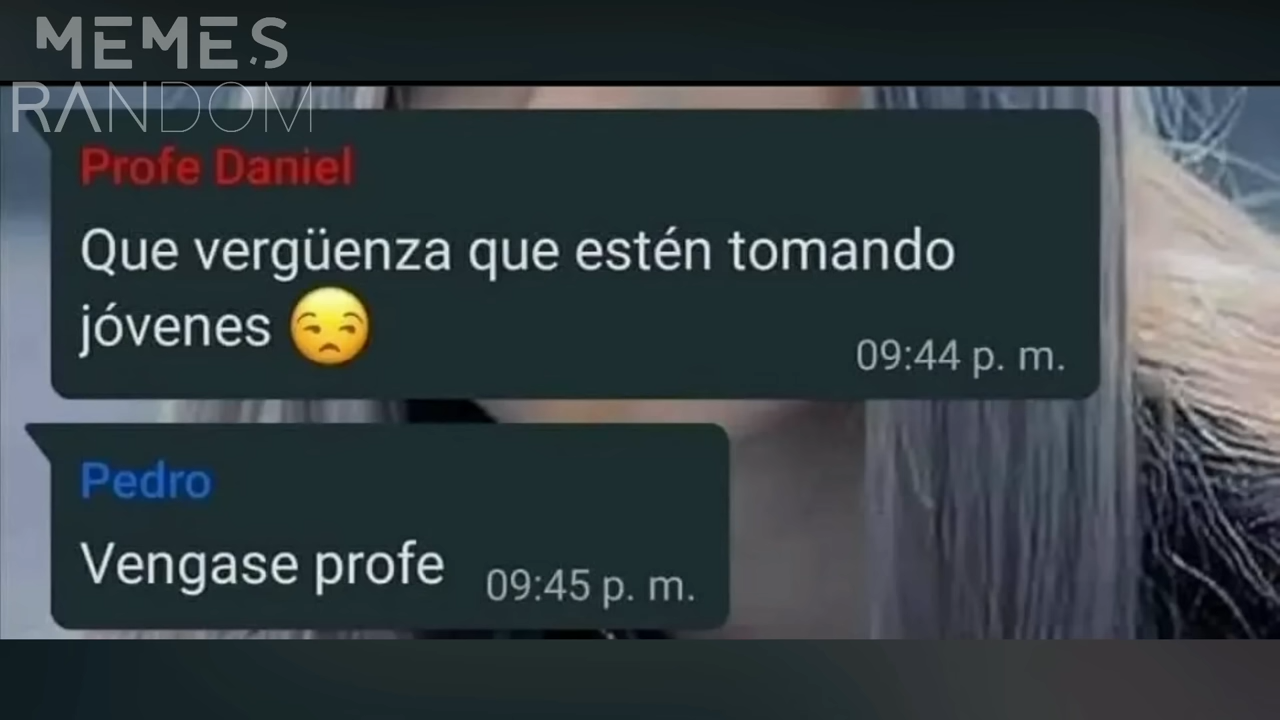 MEMES
RANDOM
Profe Daniel
Que vergüenza que estén tomando
jóvenes 😒
09:44 p. m.
Pedro
Vengase profe
09:45 p. m.